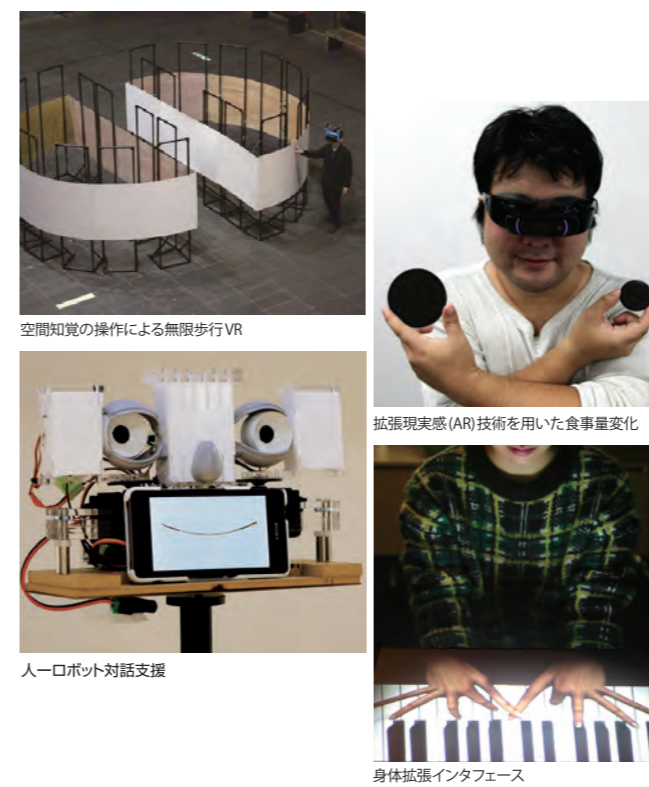 空間知覚の操作による無限歩行VR
拡張現実感(AR)技術を用いた食事量変化
人ーロボット対話支援
身体拡張インタフェース